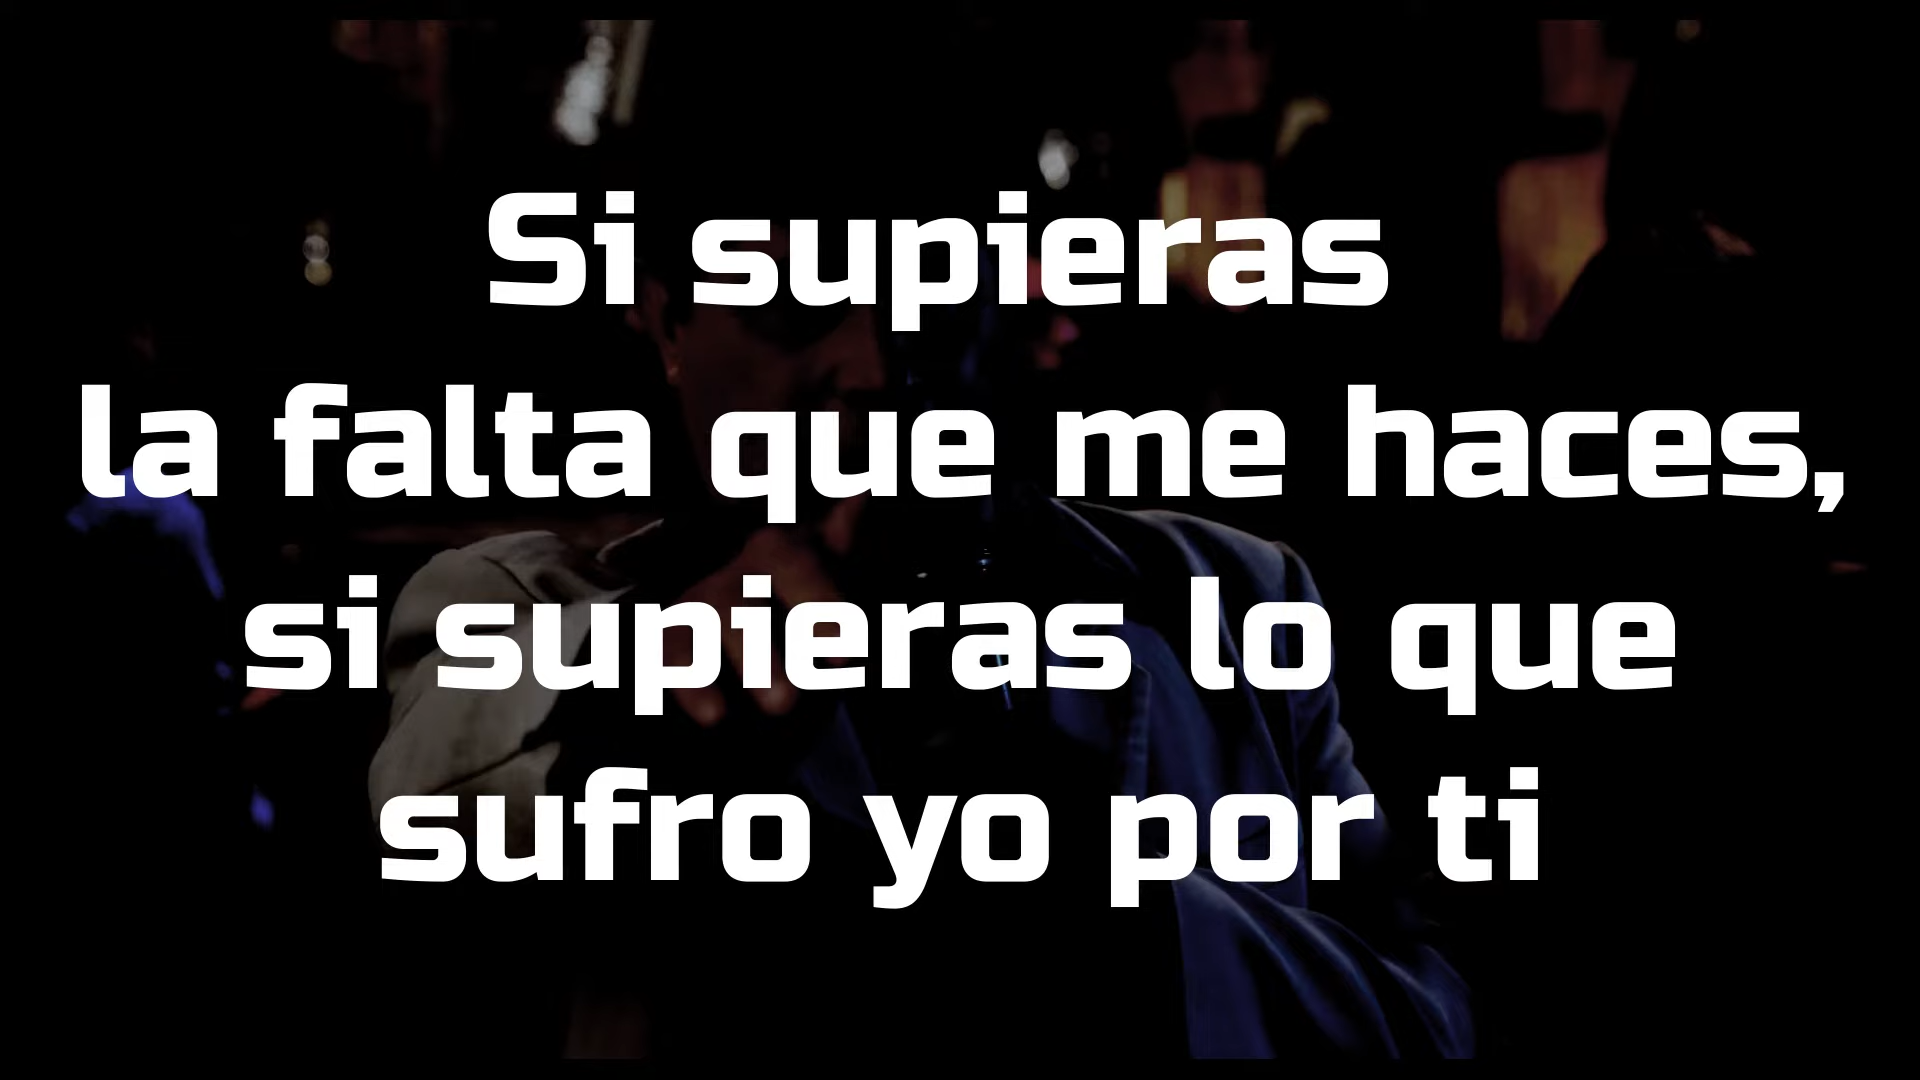 Si supieras
la falta que me haces,
si supieras lo que
sufro yo por ti